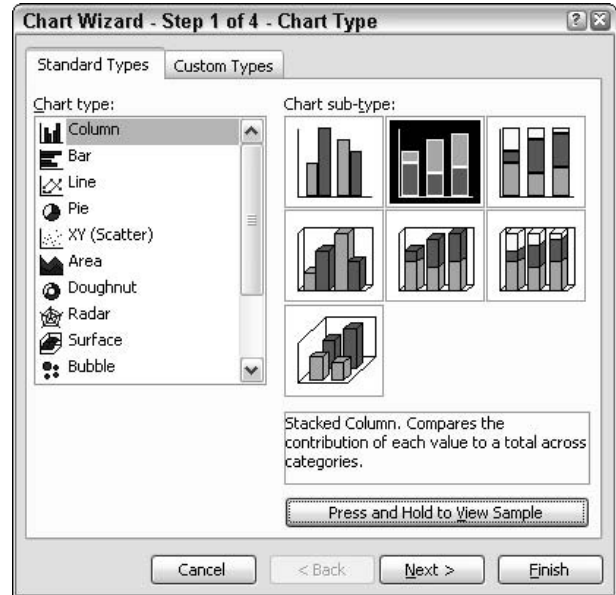 Chart Wizard - Step 1 of 4 - Chart Type
Standard Types
Custom Types
Chart type:
Column
Bar
Line
Pie
XY (Scatter)
Area
Doughnut
Radar
Surface
Bubble
Chart sub-type:
Stacked Column. Compares the
contribution of each value to a total across
categories.
Press and Hold to View Sample
Cancel
< Back
Next >
Finish